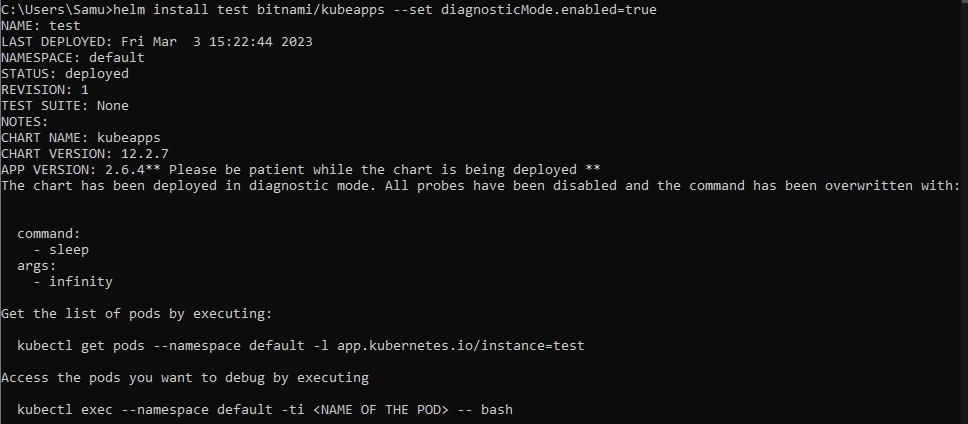 C:\Users\Samu>helm install test bitnami/kubeapps --set diagnosticMode.enabled=true
NAME: test
LAST DEPLOYED: Fri Mar  3 15:22:44 2023
NAMESPACE: default
STATUS: deployed
REVISION: 1
TEST SUITE: None
NOTES:
CHART NAME: kubeapps
CHART VERSION: 12.2.7
APP VERSION: 2.6.4** Please be patient while the chart is being deployed **
The chart has been deployed in diagnostic mode. All probes have been disabled and the command has been overwritten with:
  command:
    - sleep
  args:
    - infinity
Get the list of pods by executing:
  kubectl get pods --namespace default -l app.kubernetes.io/instance=test
Access the pods you want to debug by executing
  kubectl exec --namespace default -ti <NAME OF THE POD> -- bash